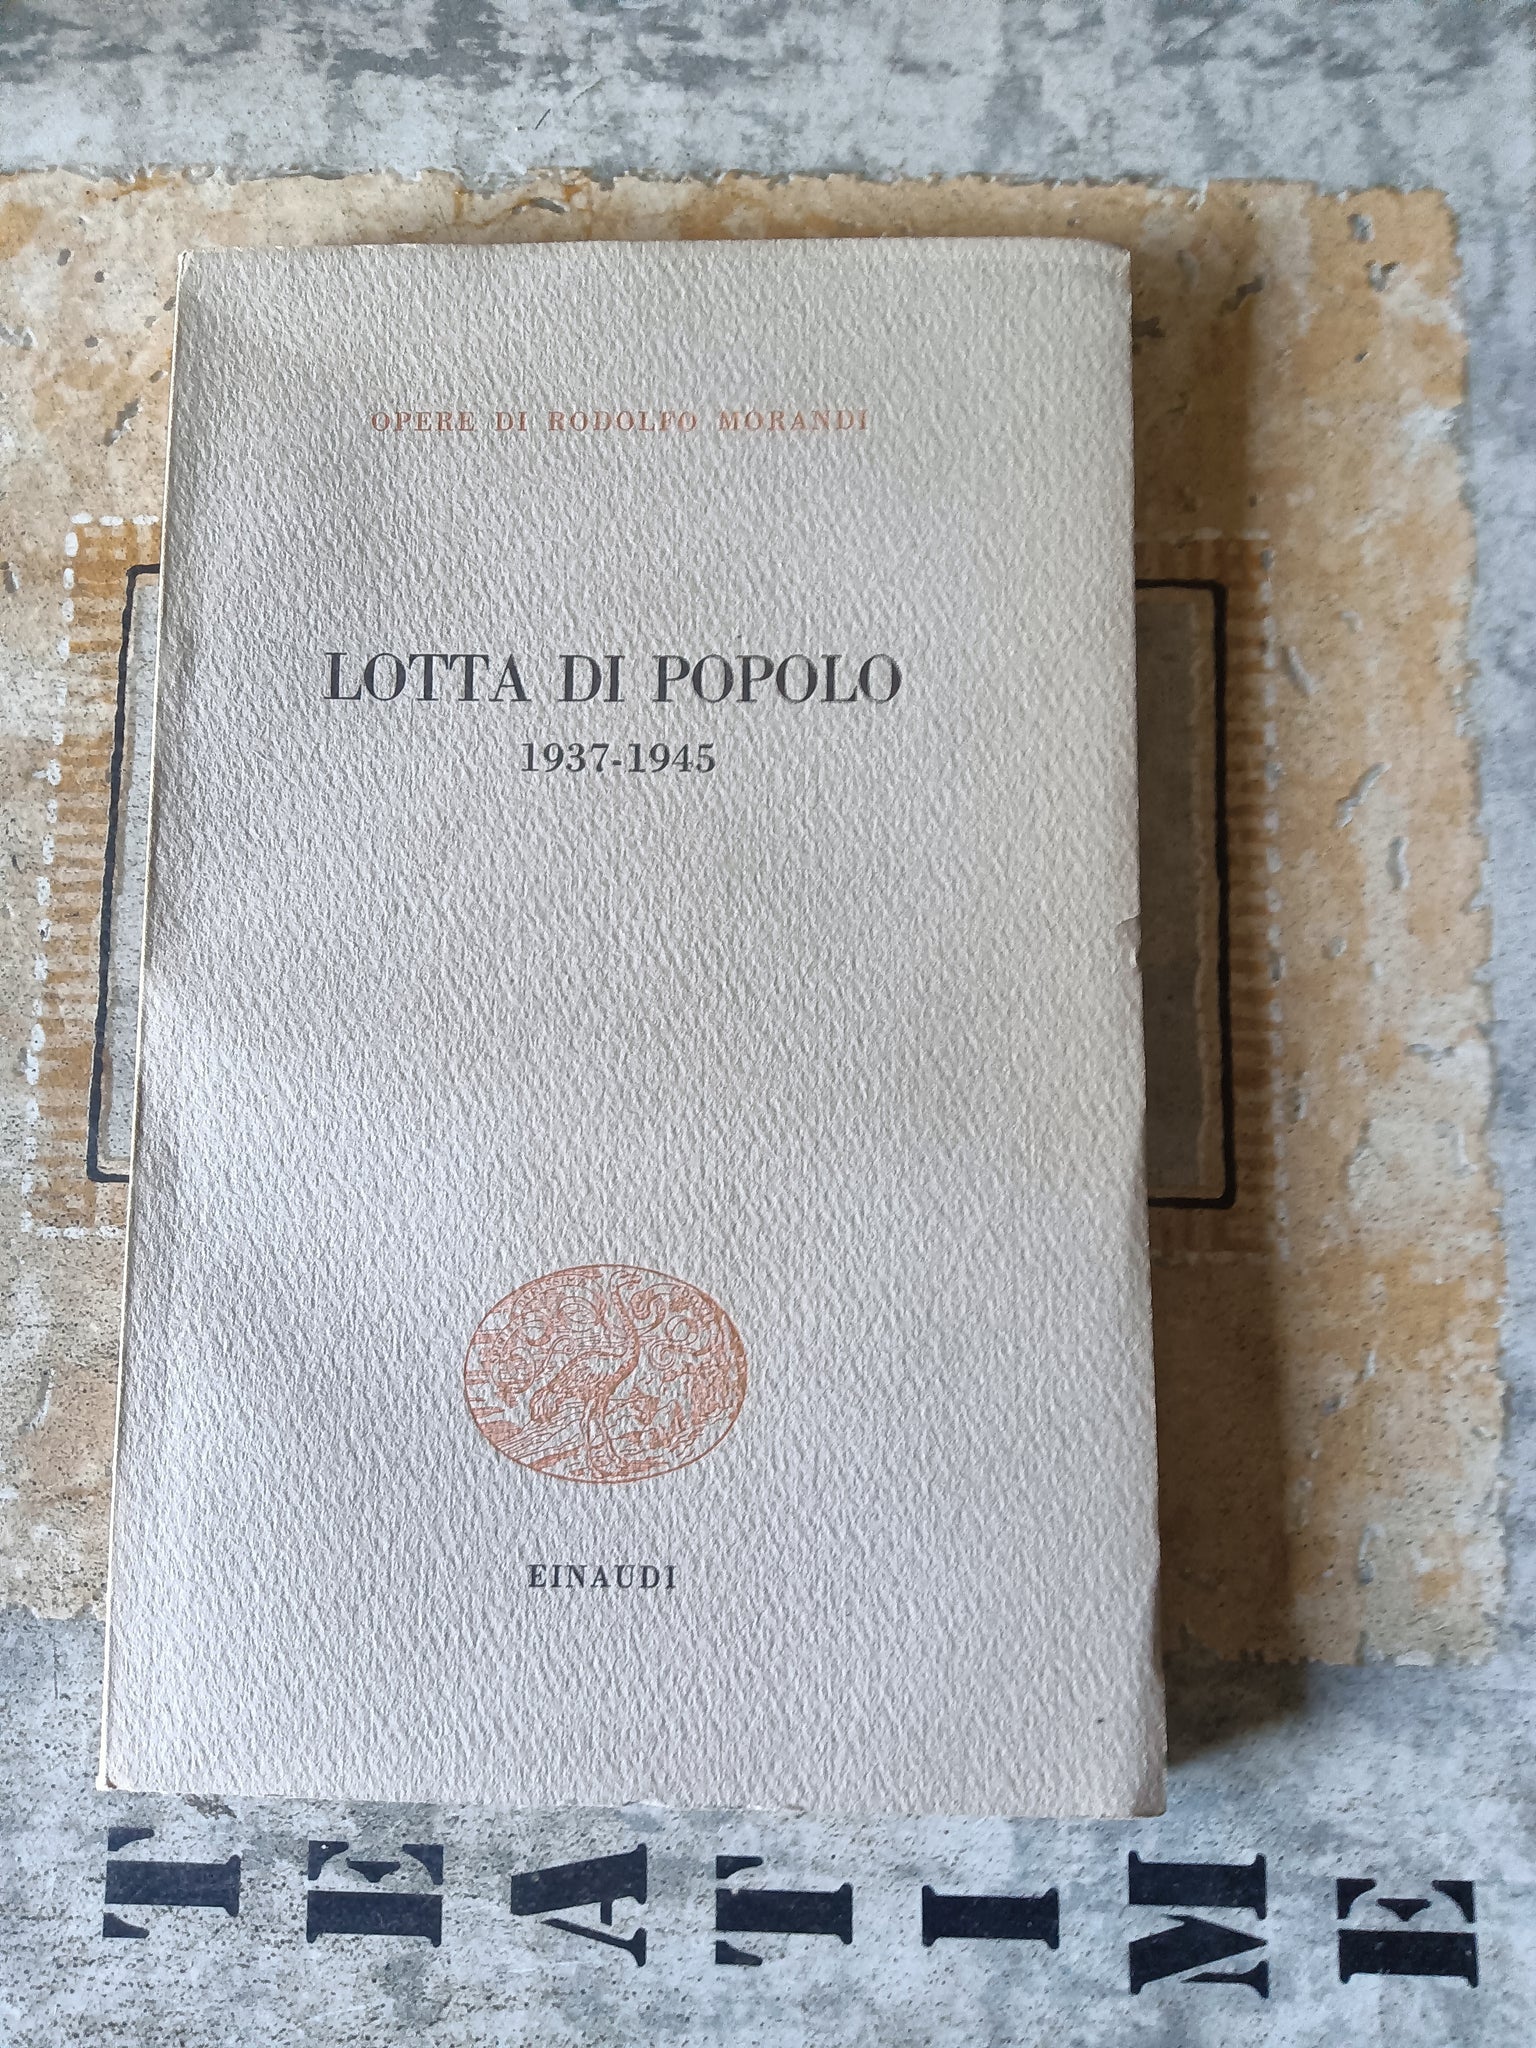 OPERE DI RODOLFO MORANDI
LOTTA DI POPOLO
1937-1945
EINAUDI
TEATIME